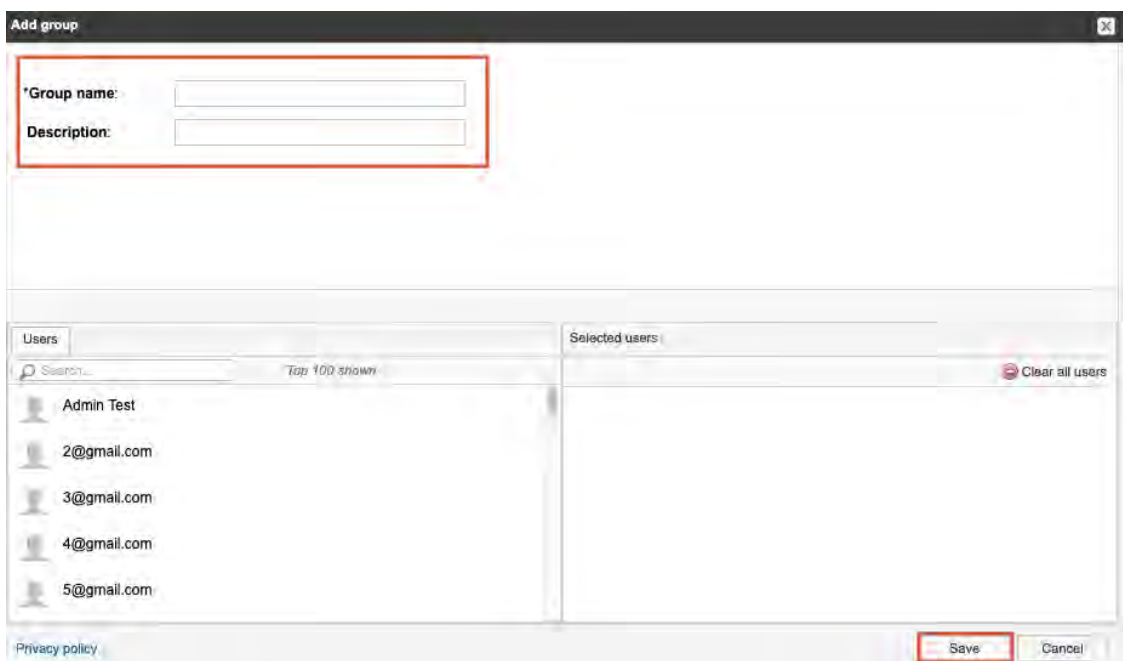 Add group
*Group name:
Description:
Users
Selected users
Search...
Top 100 shown
Clear all users
Admin Test
2@gmail.com
3@gmail.com
4@gmail.com
5@gmail.com
Privacy policy
Save
Cancel